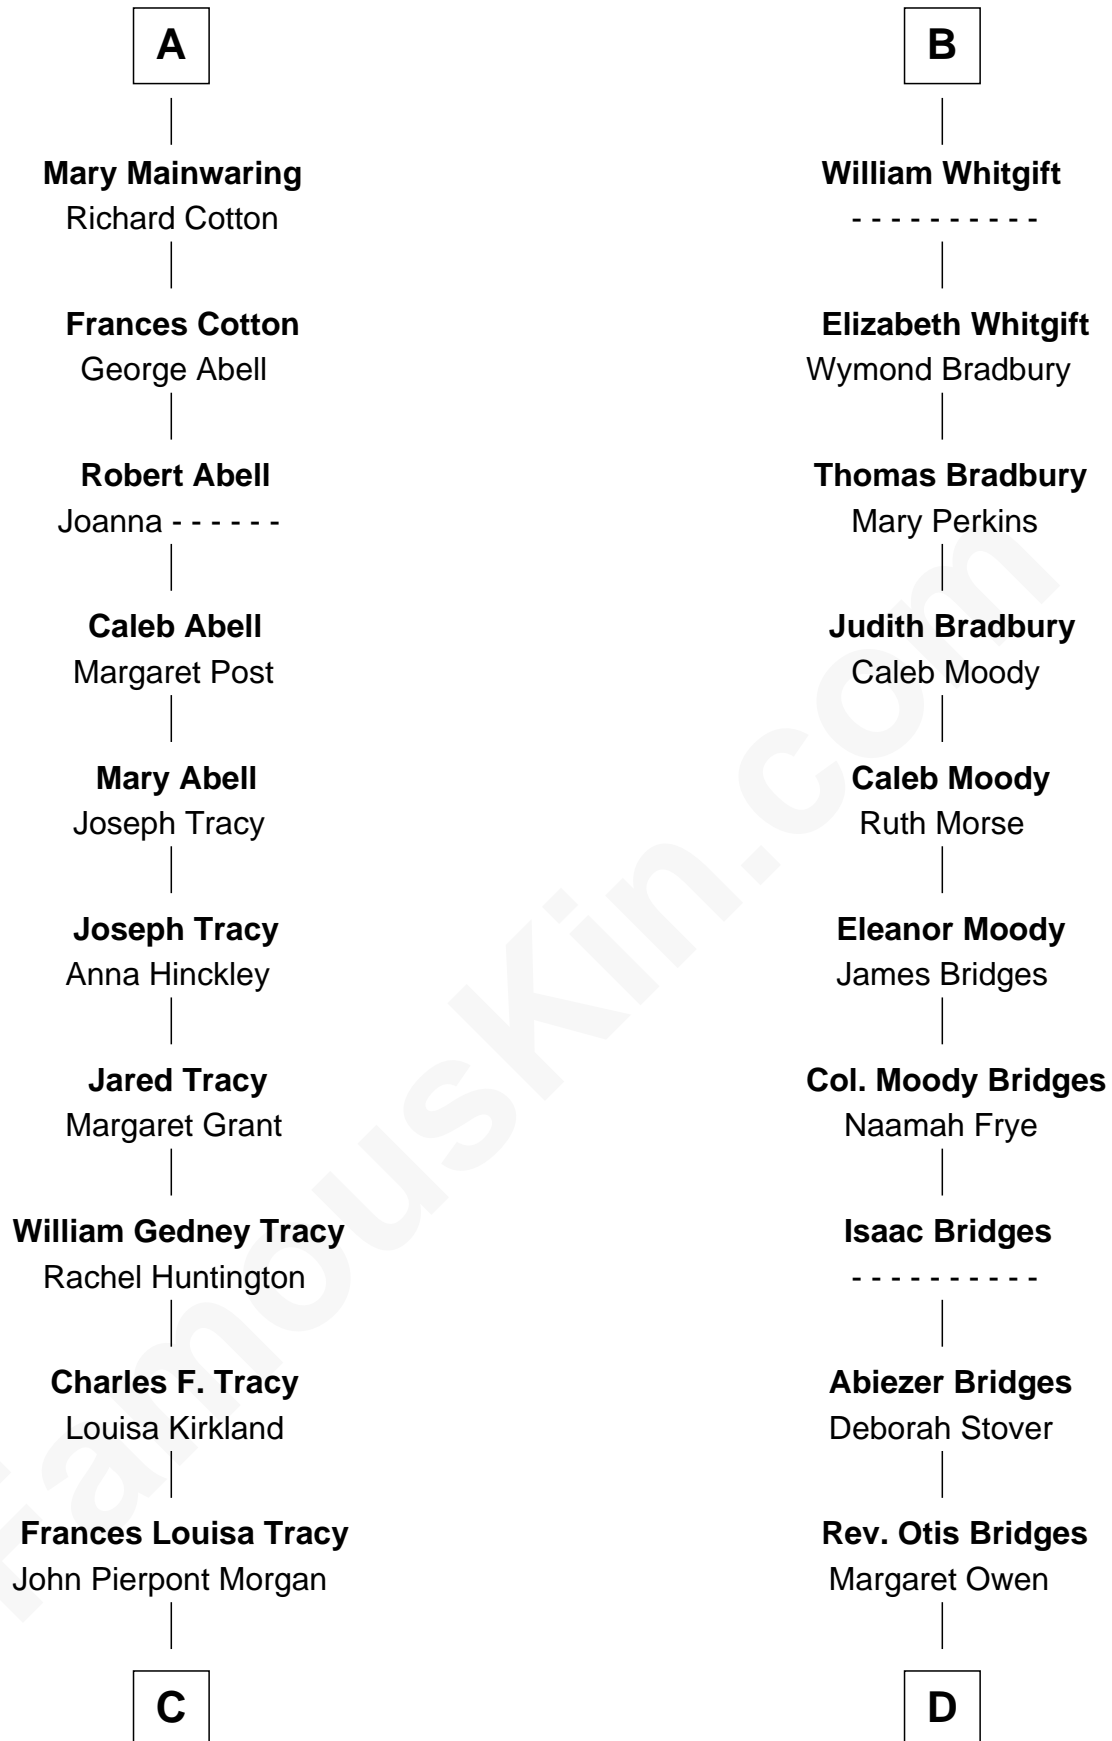 A
Mary Mainwaring
Richard Cotton
Frances Cotton
George Abell
Robert Abell
Joanna - - - - - -
Caleb Abell
Margaret Post
Mary Abell
Joseph Tracy
Joseph Tracy
Anna Hinckley
Jared Tracy
Margaret Grant
William Gedney Tracy
Rachel Huntington
Charles F. Tracy
Louisa Kirkland
Frances Louisa Tracy
John Pierpont Morgan
C
B
William Whitgift
- - - - - - - - - -
Elizabeth Whitgift
Wymond Bradbury
Thomas Bradbury
Mary Perkins
Judith Bradbury
Caleb Moody
Caleb Moody
Ruth Morse
Eleanor Moody
James Bridges
Col. Moody Bridges
Naamah Frye
Isaac Bridges
- - - - - - - - - -
Abiezer Bridges
Deborah Stover
Rev. Otis Bridges
Margaret Owen
D
FamousKin.com